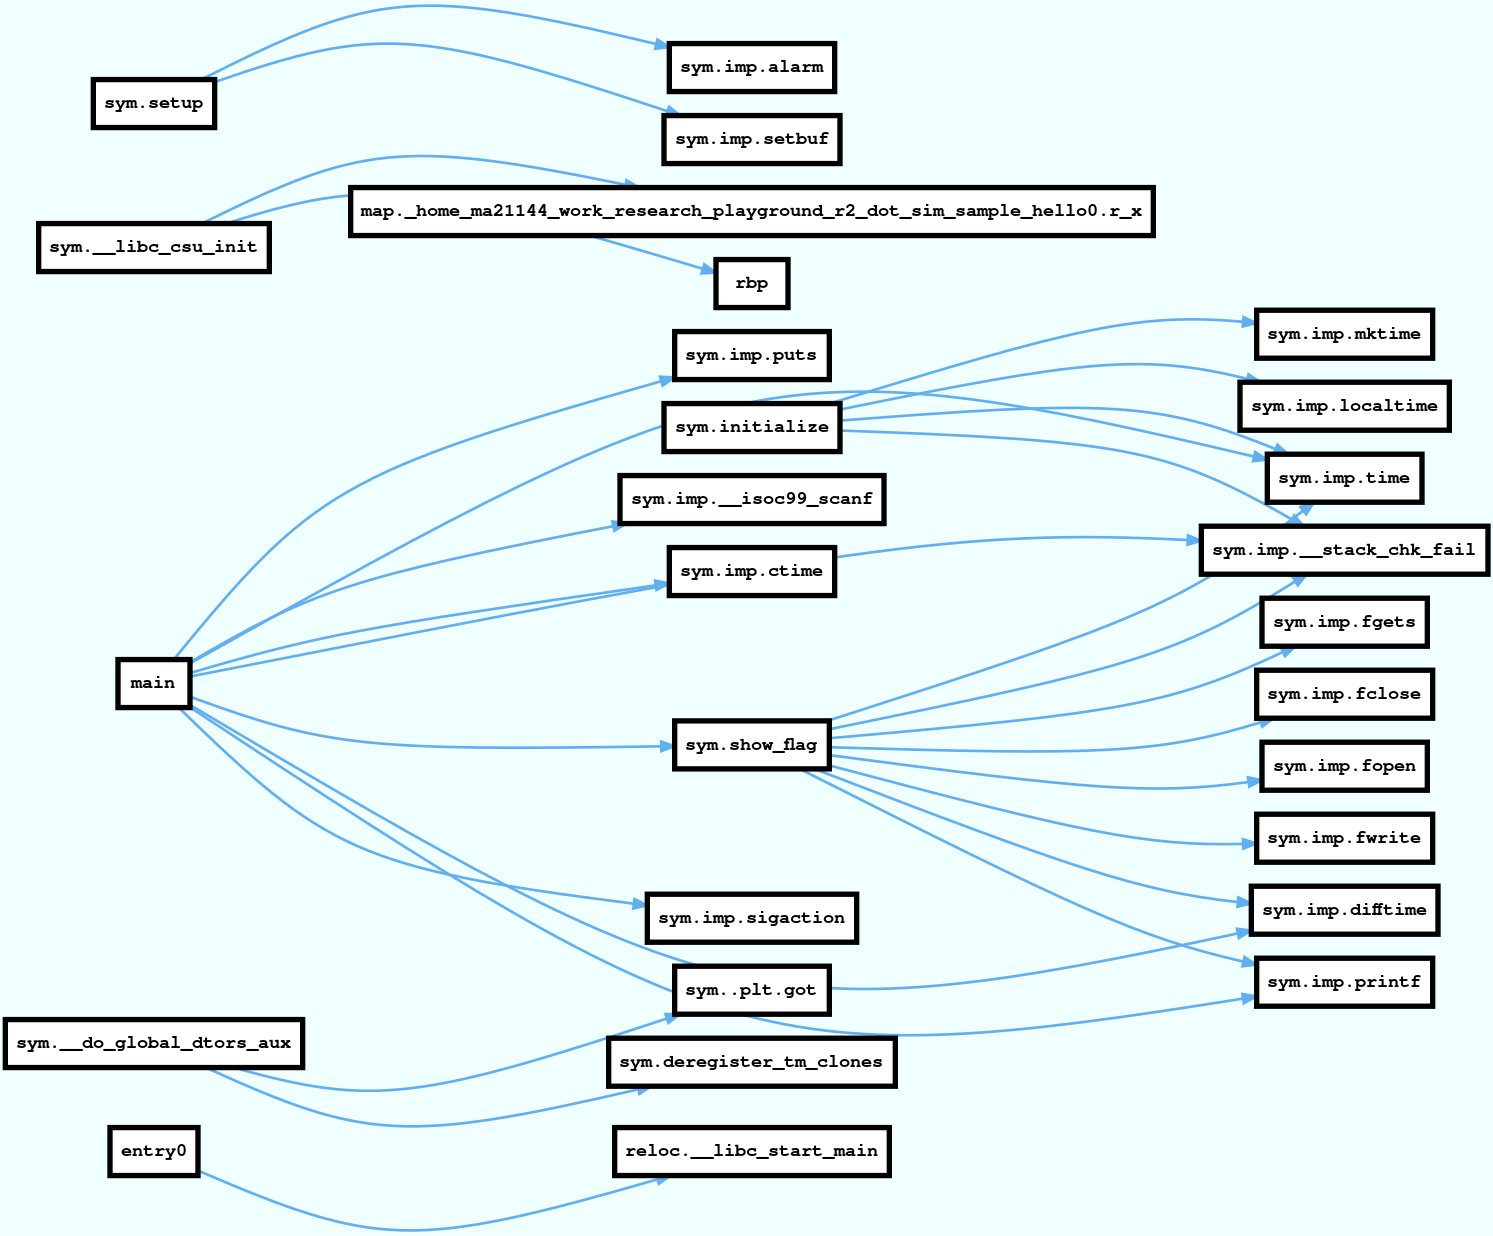 sym.imp.alarm
sym.setup
sym.imp.setbuf
map._home_ma21144_work_research_playground_r2_dot_sim_sample_hello0.r_x
sym.__libc_csu_init
rbp
sym.imp.mktime
sym.imp.puts
sym.imp.localtime
sym.initialize
sym.imp.time
sym.imp.__isoc99_scanf
sym.imp.__stack_chk_fail
sym.imp.ctime
sym.imp.fgets
main
sym.imp.fclose
sym.show_flag
sym.imp.fopen
sym.imp.fwrite
sym.imp.difftime
sym.imp.sigaction
sym.imp.printf
sym..plt.got
sym.__do_global_dtors_aux
sym.deregister_tm_clones
entry0
reloc.__libc_start_main